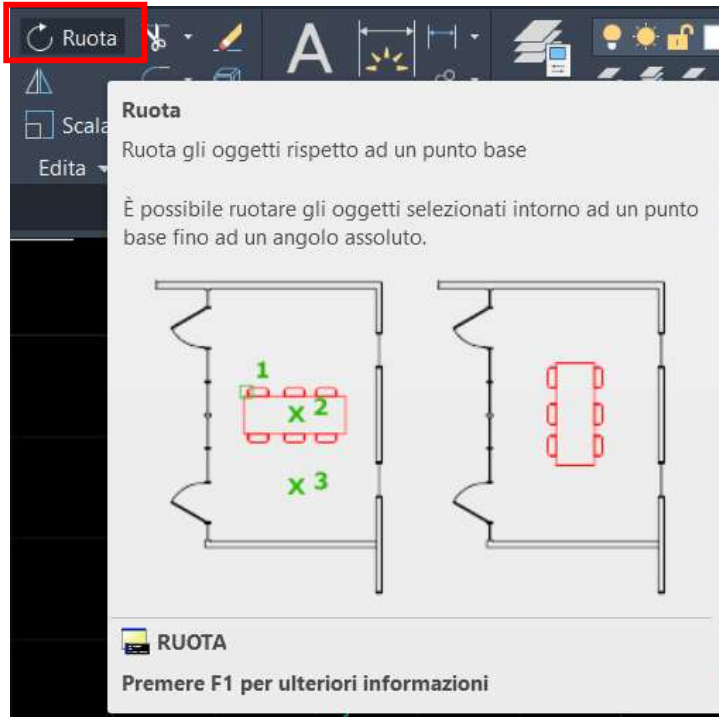 Ruota
A
Scala
Edita
Ruota
Ruota gli oggetti rispetto ad un punto base
È possibile ruotare gli oggetti selezionati intorno ad un punto
base fino ad un angolo assoluto.
1
X 2
X 3
RUOTA
Premere F1 per ulteriori informazioni